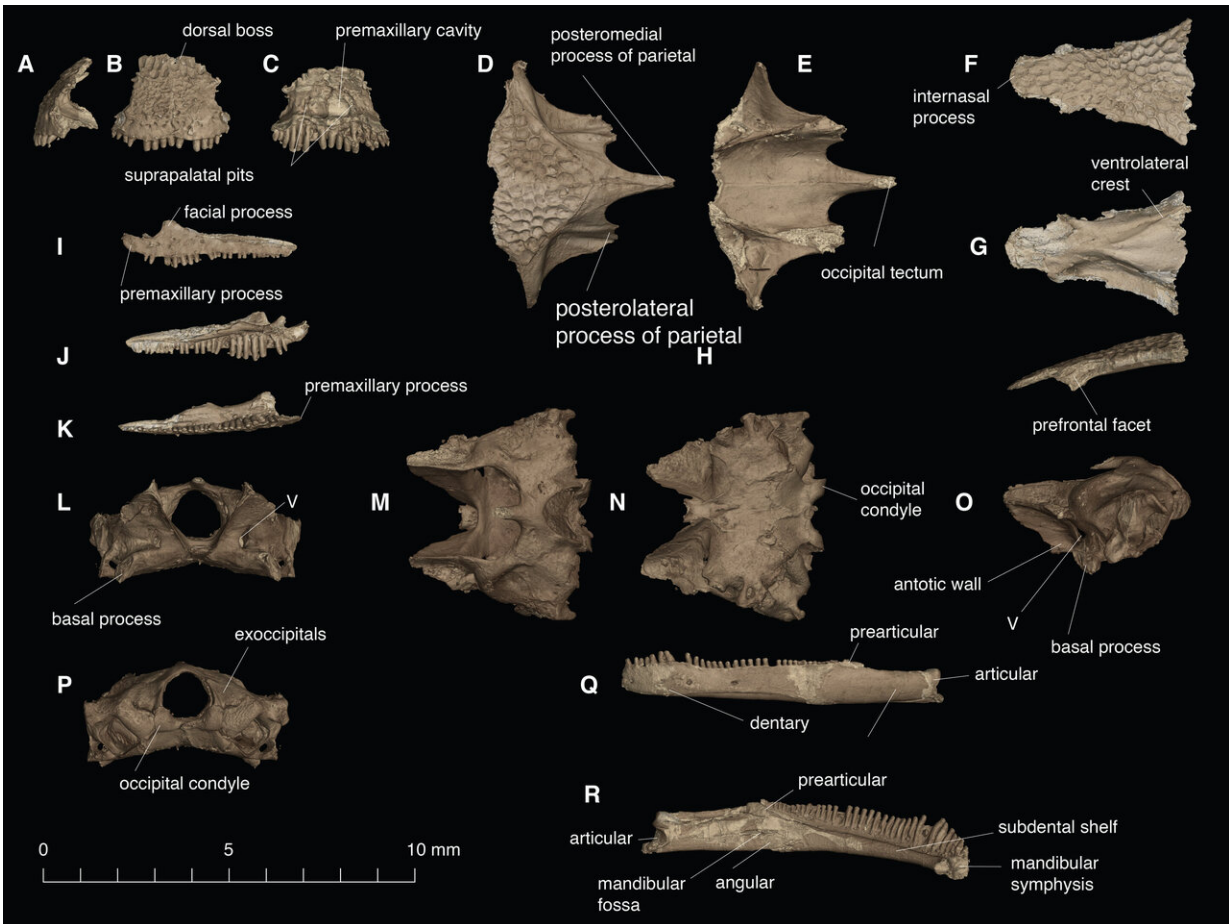 A
B
dorsal boss
C
premaxillary cavity
suprapalatal pits
D
posteromedial
process of parietal
E
posterolateral
process of parietal
occipital tectum
F
internasal
process
ventrolateral
crest
G
H
prefrontal facet
I
facial process
premaxillary process
J
K
premaxillary process
L
V
basal process
M
N
occipital
condyle
O
antotic wall
V
basal process
P
exoccipitals
occipital condyle
Q
prearticular
articular
dentary
R
prearticular
articular
subdental shelf
mandibular
fossa
angular
mandibular
symphysis
0
5
10 mm